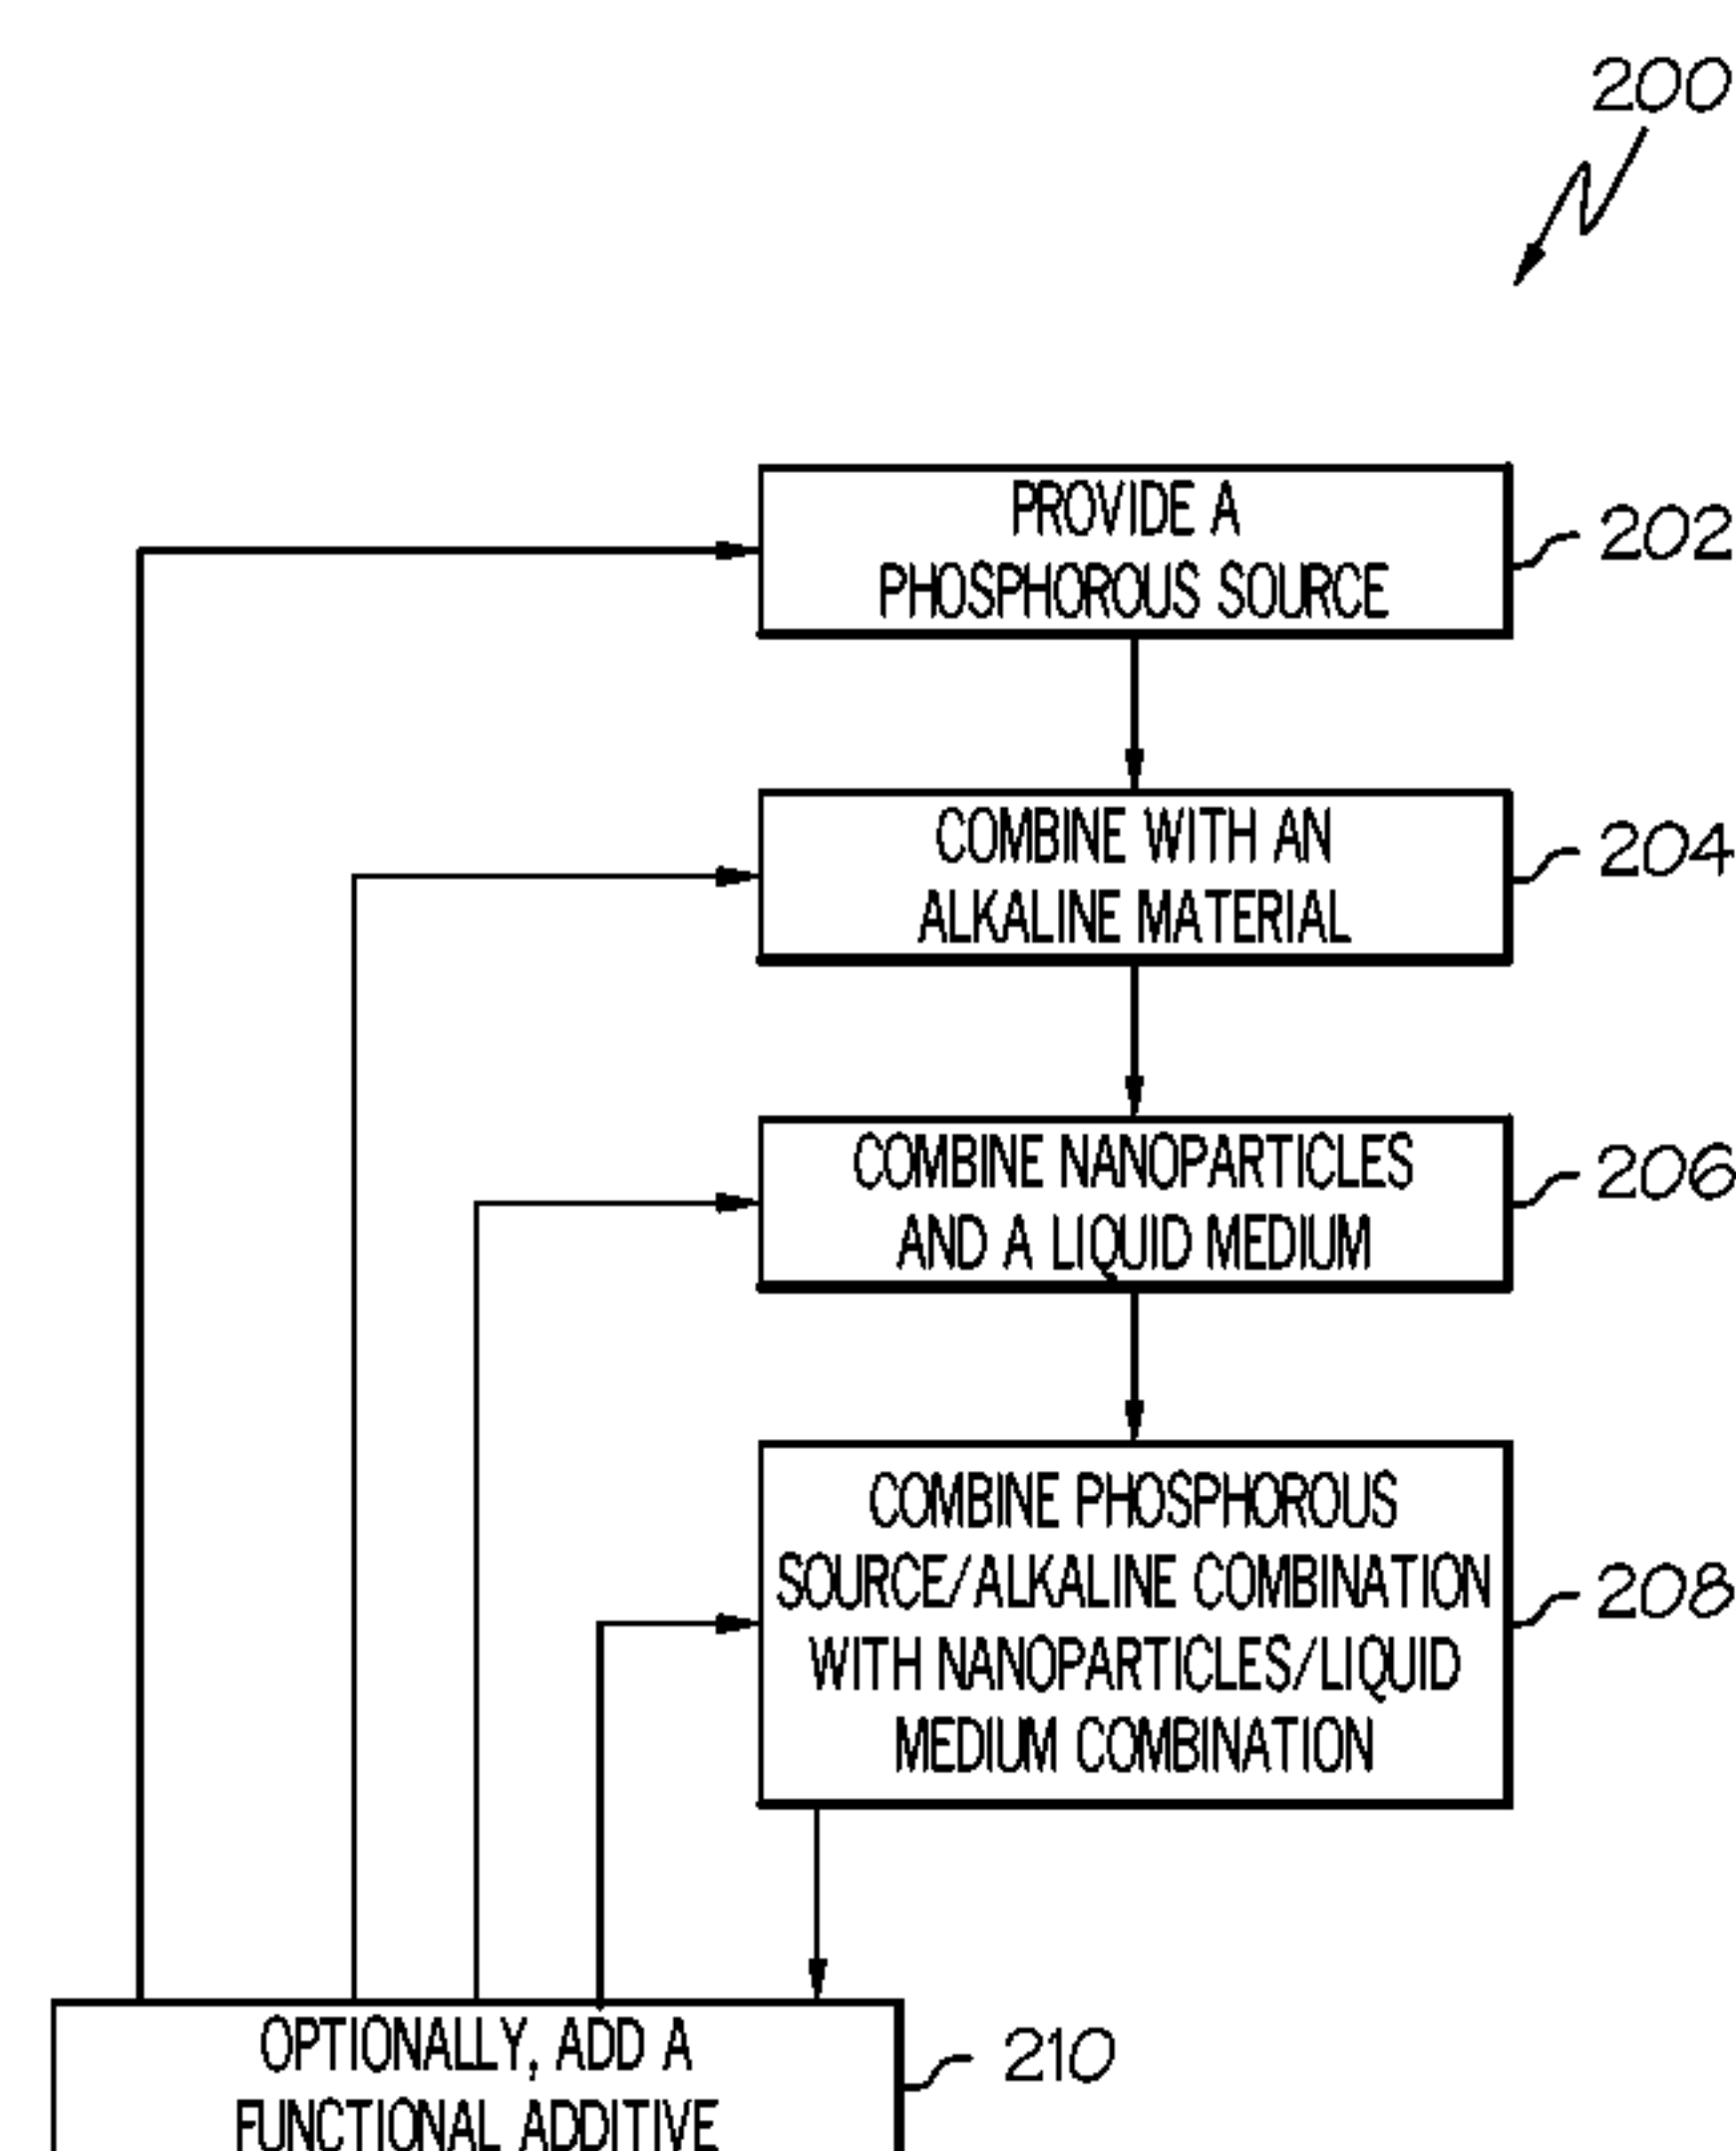 200
PROVIDE A
PHOSPHOROUS SOURCE
202
COMBINE WITH AN
ALKALINE MATERIAL
204
COMBINE NANOPARTICLES
AND A LIQUID MEDIUM
206
COMBINE PHOSPHOROUS
SOURCE/ALKALINE COMBINATION
WITH NANOPARTICLES/LIQUID
MEDIUM COMBINATION
208
OPTIONALLY, ADD A
FUNCTIONAL ADDITIVE
210